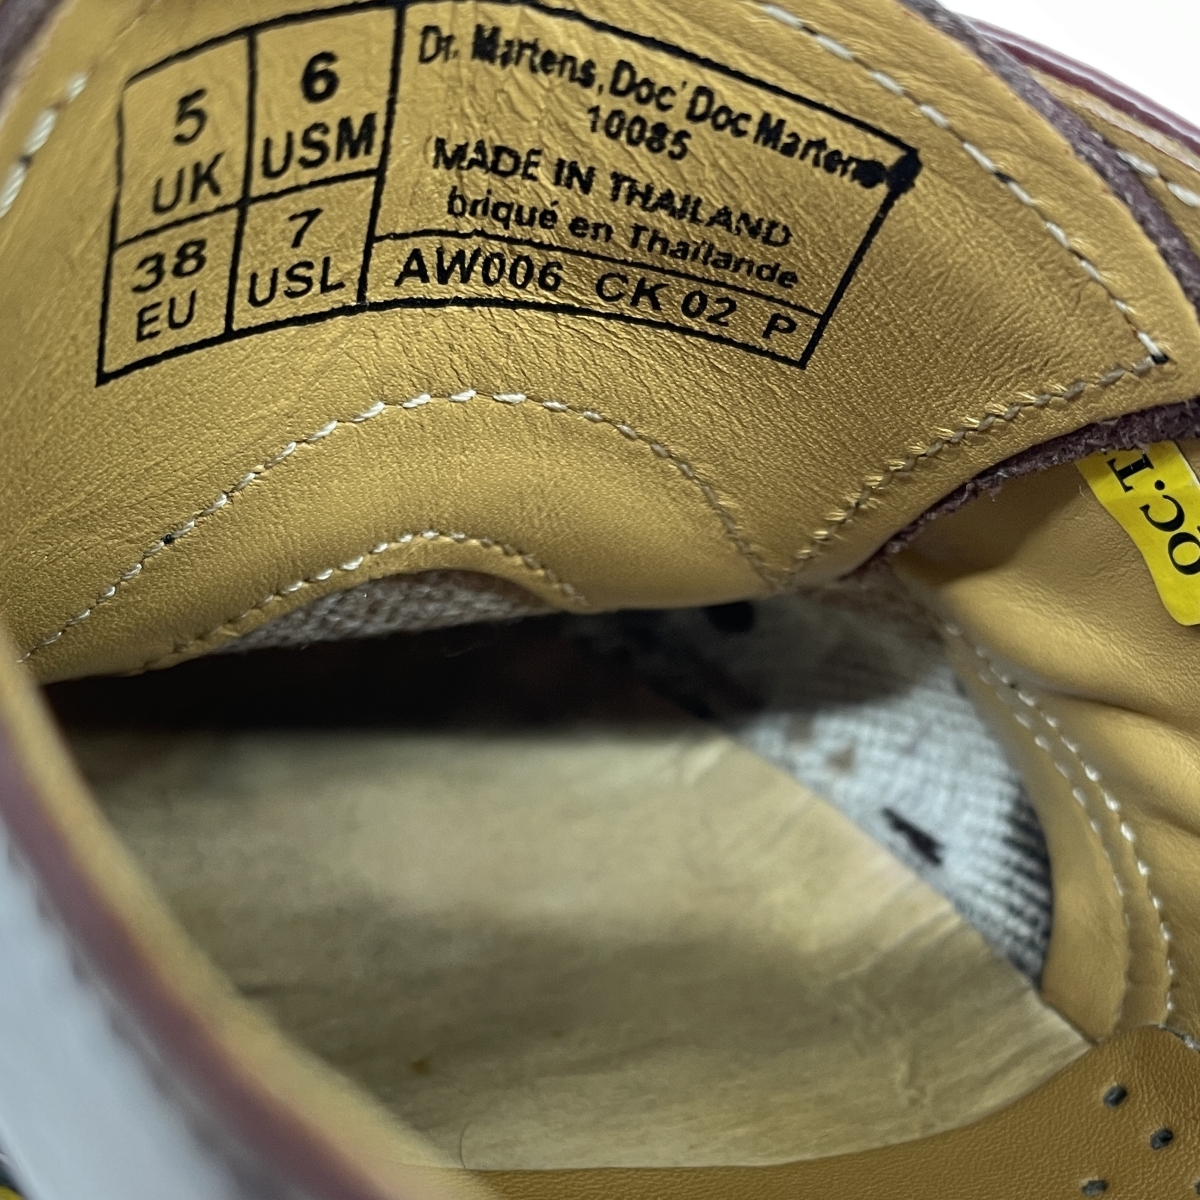 5
UK
6
USM
38
EU
7
USL
Dr. Martens, Doc' Doc Martens
10085
MADE IN THAILAND
briqué en Thaïlande
AW006 CK 02 P
OC.T